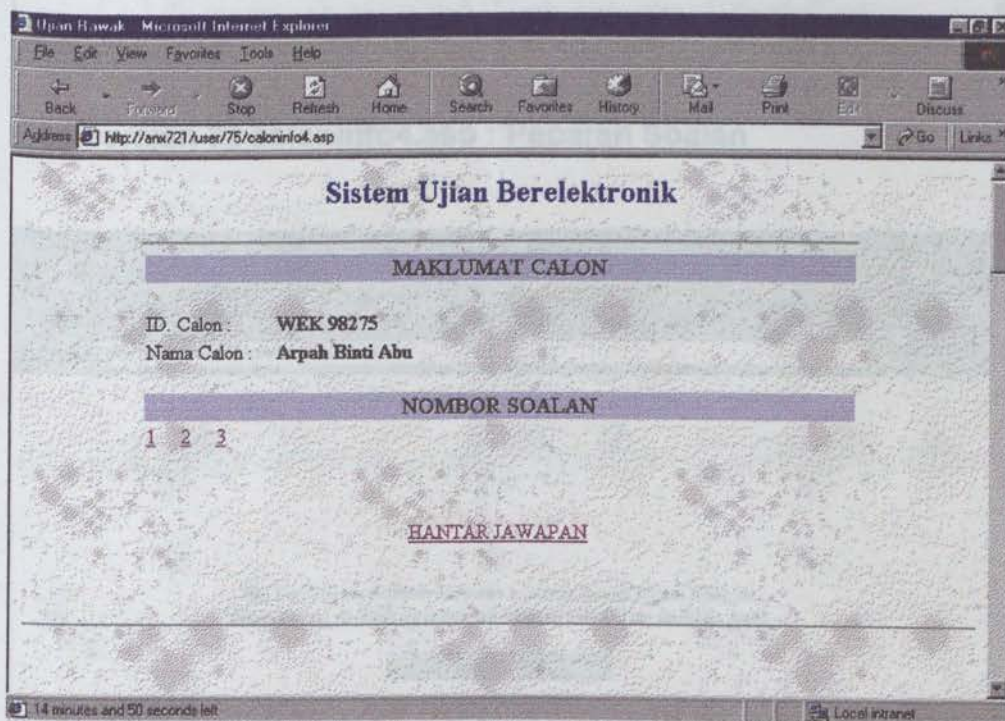 Ujian Rawak - Microsoft Internet Explorer
File Edit View Favorites Tools Help
Back Forward Stop Refresh Home Search Favorites History Mail Print Edit Discuss
Address http://anx721/user/75/caloninfo4.asp Go Links
Sistem Ujian Berelektronik
MAKLUMAT CALON
ID. Calon : WEK 98275
Nama Calon : Arpah Binti Abu
NOMBOR SOALAN
1 2 3
HANTAR JAWAPAN
14 minutes and 50 seconds left Local intranet